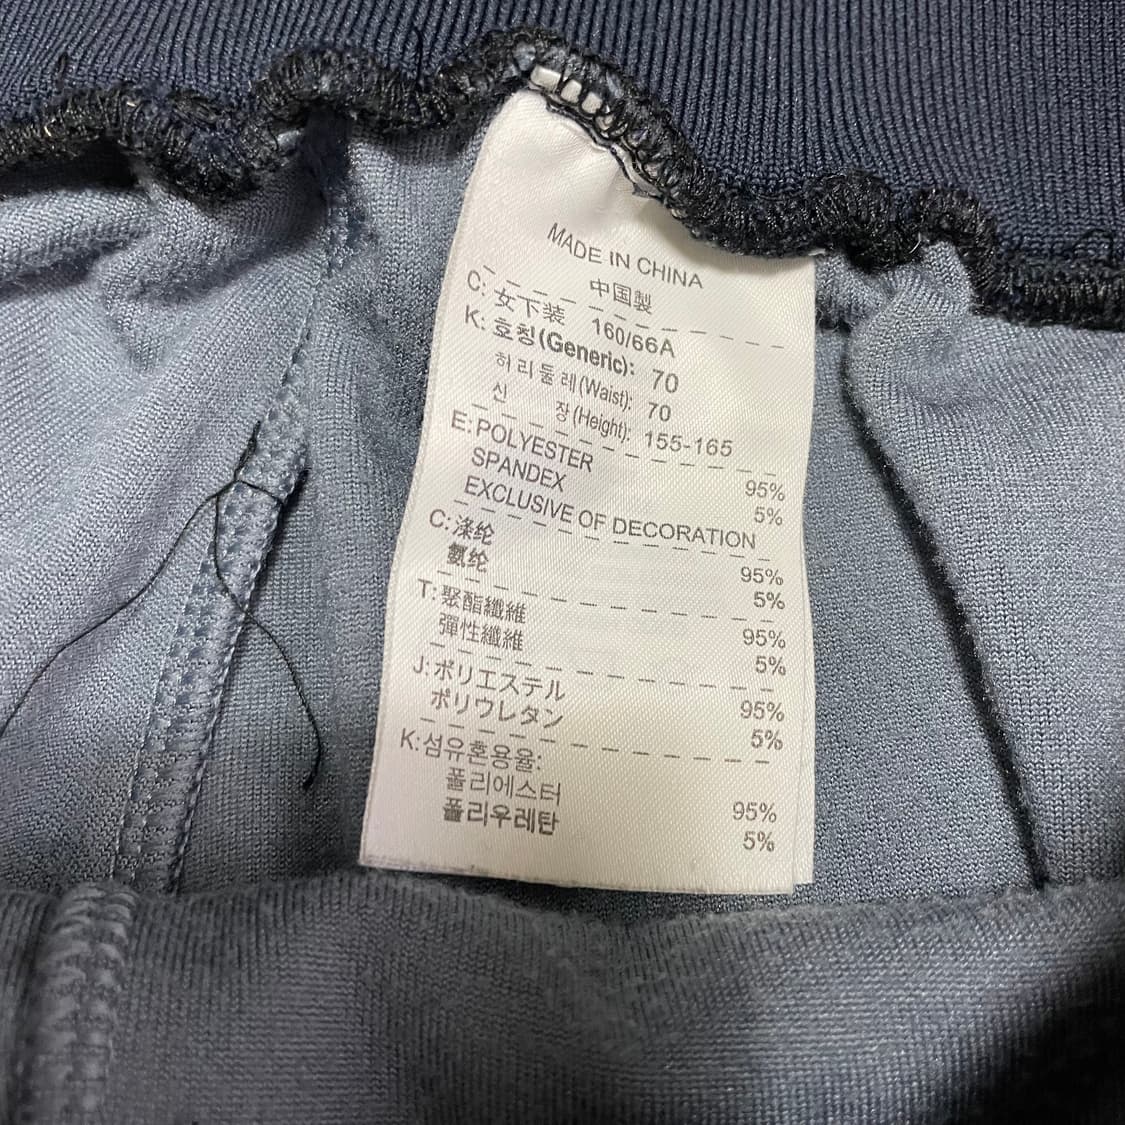 MADE IN CHINA
中国製
C: 女下装 160/66A
K: 호칭(Generic): 70
허리둘레(Waist): 70
신 장(Height): 155-165
E: POLYESTER 95%
SPANDEX 5%
EXCLUSIVE OF DECORATION
C: 涤纶 95%
氨纶 5%
T: 聚酯纖維 95%
彈性纖維 5%
J: ポリエステル 95%
ポリウレタン 5%
K: 섬유혼용율:
폴리에스터 95%
폴리우레탄 5%